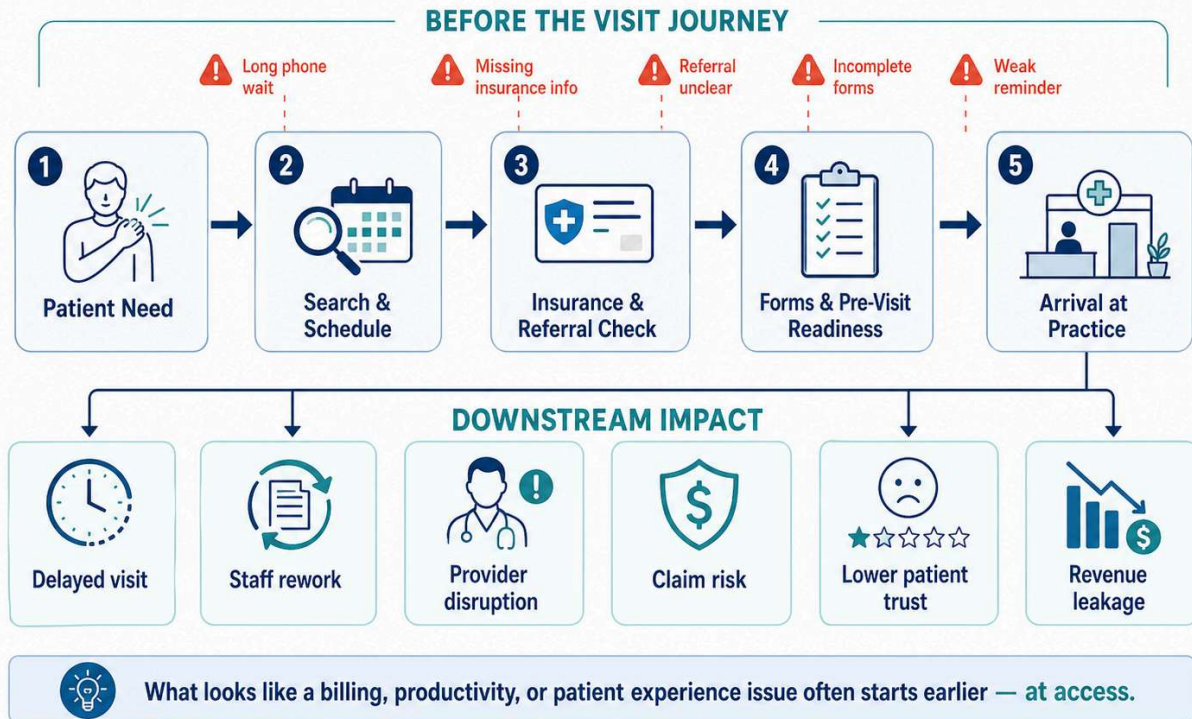 BEFORE THE VISIT JOURNEY
Long phone
wait
Missing
insurance info
Referral
unclear
Incomplete
forms
Weak
reminder
1
Patient Need
2
Search &
Schedule
3
Insurance &
Referral Check
4
Forms & Pre-Visit
Readiness
5
Arrival at
Practice
DOWNSTREAM IMPACT
Delayed visit
Staff rework
Provider
disruption
$
Claim risk
Lower patient
trust
$
Revenue
leakage
What looks like a billing, productivity, or patient experience issue often starts earlier — at access.